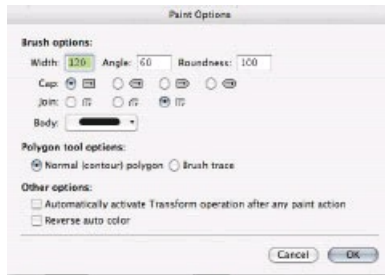 Paint Options
Brush options:
Width: 120 Angle: 60 Roundness: 100
Cap:
Join:
Body:
Polygon tool options:
Normal (contour) polygon Brush trace
Other options:
Automatically activate Transform operation after any paint action
Reverse auto color
Cancel OK